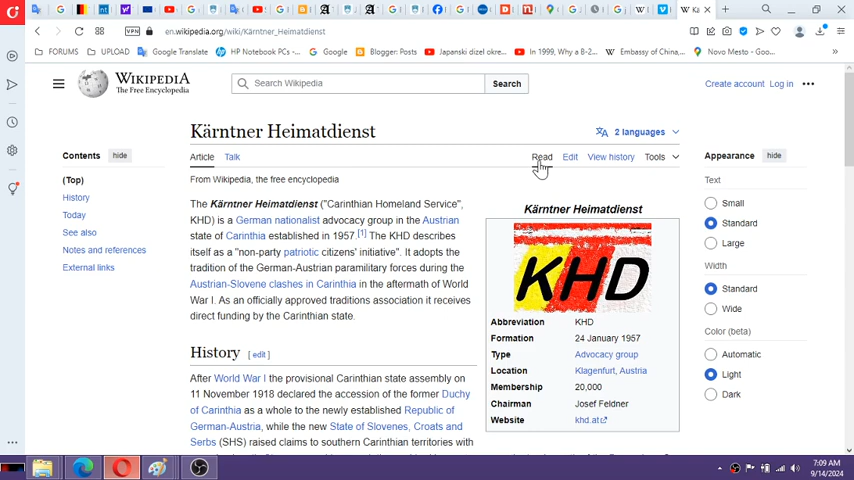 VPN
en.wikipedia.org/wiki/Kärntner_Heimatdienst
FORUMS
UPLOAD
Google Translate
HP Notebook PC -...
Google
Blogger: Posts
Japanski dizel okre...
In 1999, Why a B-2...
Embassy of China,...
Novo Mesto - Goo...
WIKIPEDIA
The Free Encyclopedia
Search Wikipedia
Search
Create account
Log in
Kärntner Heimatdienst
2 languages
Contents
hide
(Top)
History
Today
See also
Notes and references
External links
Article
Talk
Read
Edit
View history
Tools
From Wikipedia, the free encyclopedia
The Kärntner Heimatdienst ("Carinthian Homeland Service",
KHD) is a German nationalist advocacy group in the Austrian
state of Carinthia established in 1957.[1] The KHD describes
itself as a "non-party patriotic citizens' initiative". It adopts the
tradition of the German-Austrian paramilitary forces during the
Austrian-Slovene clashes in Carinthia in the aftermath of World
War I. As an officially approved traditions association it receives
direct funding by the Carinthian state.
History [ edit ]
After World War I the provisional Carinthian state assembly on
11 November 1918 declared the accession of the former Duchy
of Carinthia as a whole to the newly established Republic of
German-Austria, while the new State of Slovenes, Croats and
Serbs (SHS) raised claims to southern Carinthian territories with
Kärntner Heimatdienst
KHD
Abbreviation KHD
Formation 24 January 1957
Type Advocacy group
Location Klagenfurt, Austria
Membership 20,000
Chairman Josef Feldner
Website khd.at
Appearance
hide
Text
Small
Standard
Large
Width
Standard
Wide
Color (beta)
Automatic
Light
Dark
7:09 AM
9/14/2024